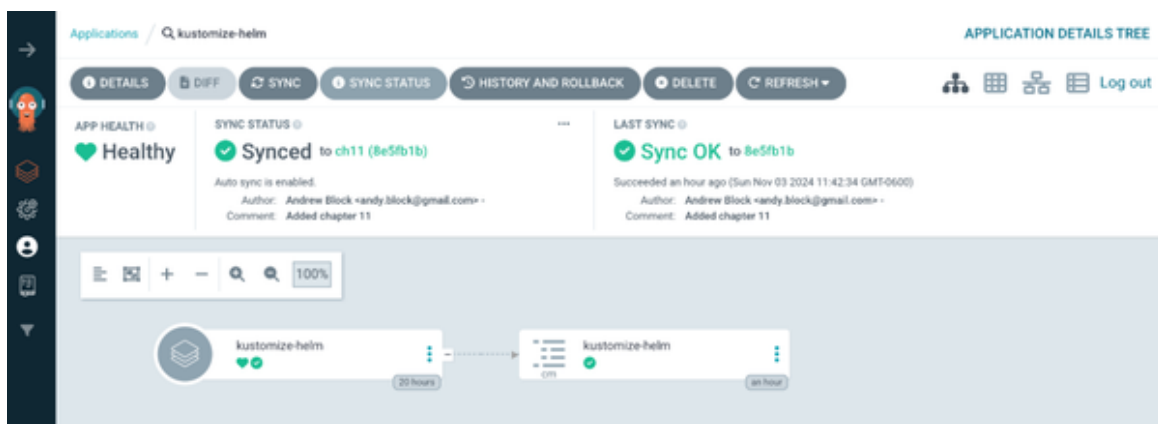 Applications / kustomize-helm
APPLICATION DETAILS TREE
DETAILS DIFF SYNC SYNC STATUS HISTORY AND ROLLBACK DELETE REFRESH
Log out
APP HEALTH
Healthy
SYNC STATUS
Synced to ch11 (8e5fb1b)
Auto sync is enabled.
Author: Andrew Block <andy.block@gmail.com> -
Comment: Added chapter 11
LAST SYNC
Sync OK to 8e5fb1b
Succeeded an hour ago (Sun Nov 03 2024 11:42:34 GMT-0600)
Author: Andrew Block <andy.block@gmail.com> -
Comment: Added chapter 11
100%
kustomize-helm
20 hours
cm
kustomize-helm
an hour